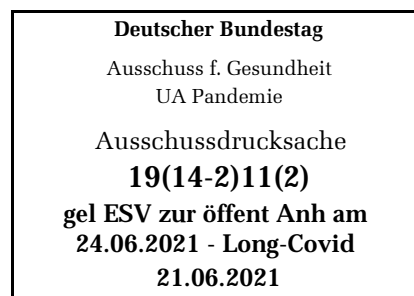 Deutscher Bundestag
Ausschuss f. Gesundheit
UA Pandemie
Ausschussdrucksache
19(14-2)11(2)
gel ESV zur öffent Anh am
24.06.2021 - Long-Covid
21.06.2021